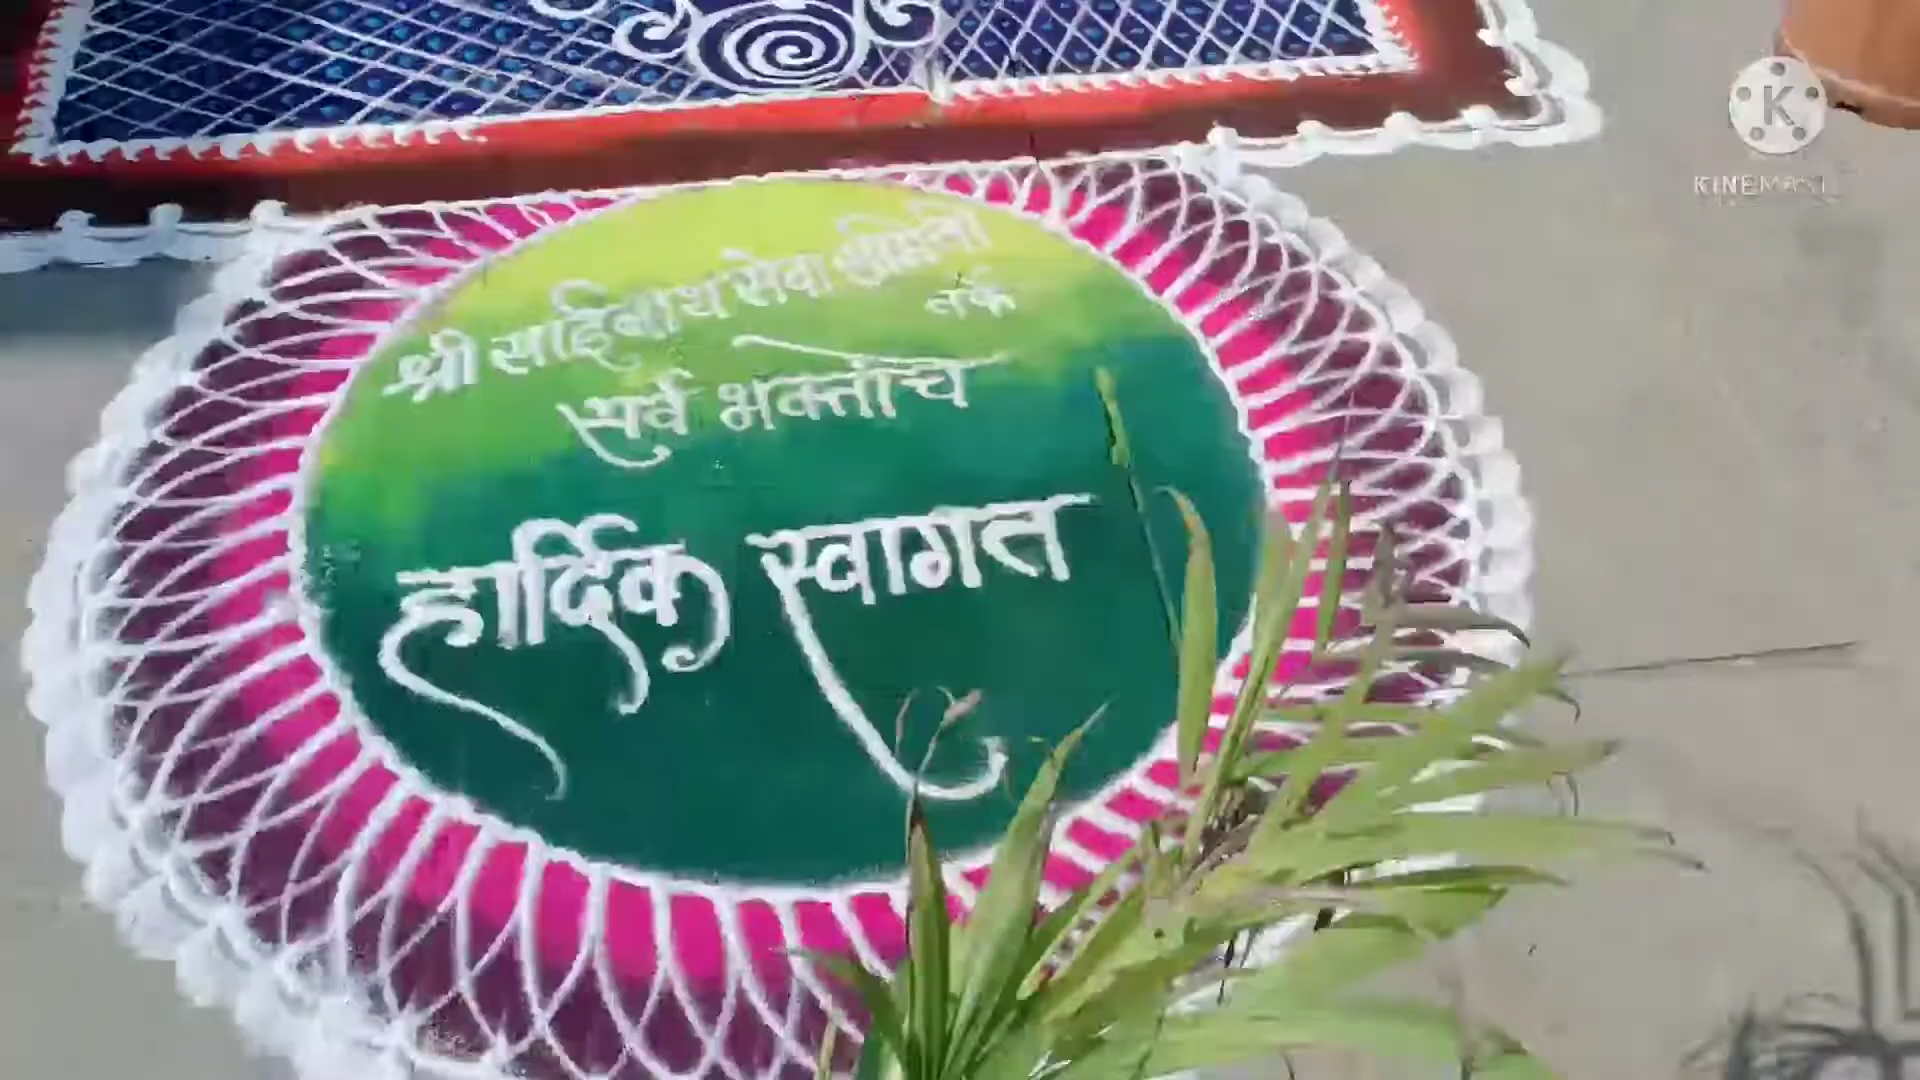 श्री साईनाथ सेवा समिती
तर्फे
सर्व भक्तांचे
हार्दिक स्वागत
K
KINEMASTER